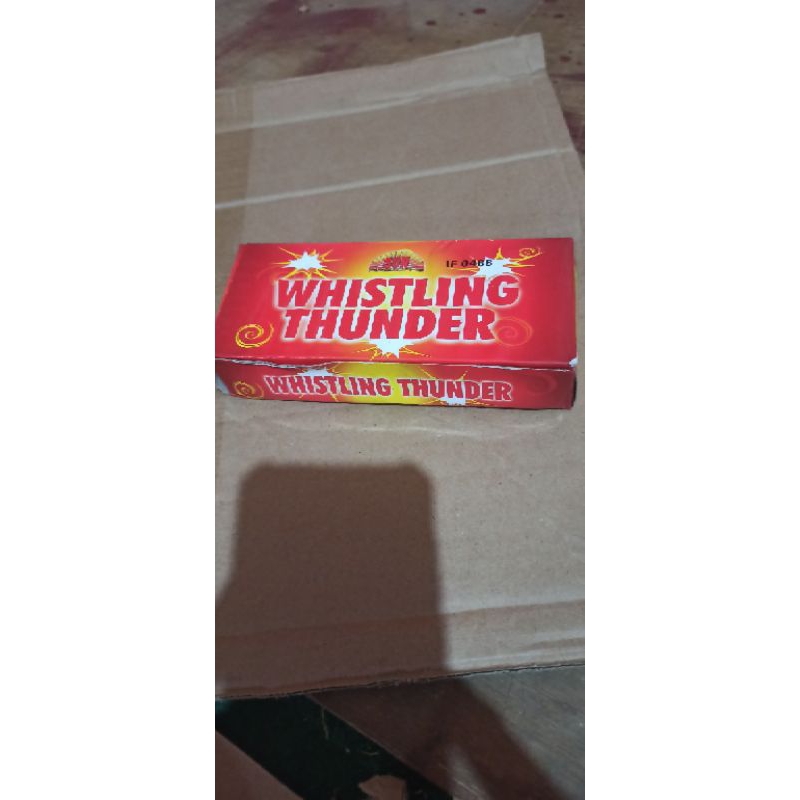 IF 0466
WHISTLING
THUNDER
WHISTLING THUNDER